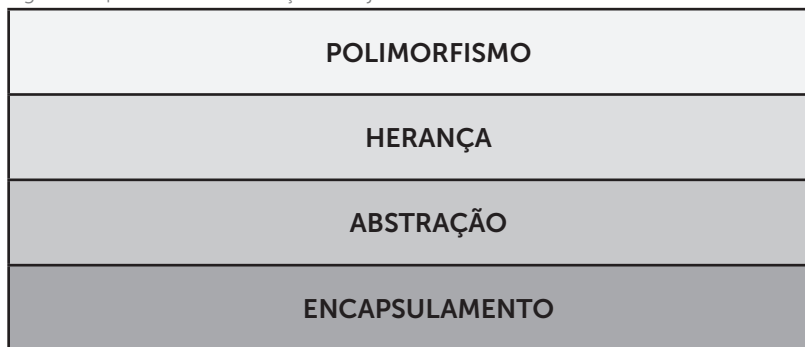 POLIMORFISMO
HERANÇA
ABSTRAÇÃO
ENCAPSULAMENTO